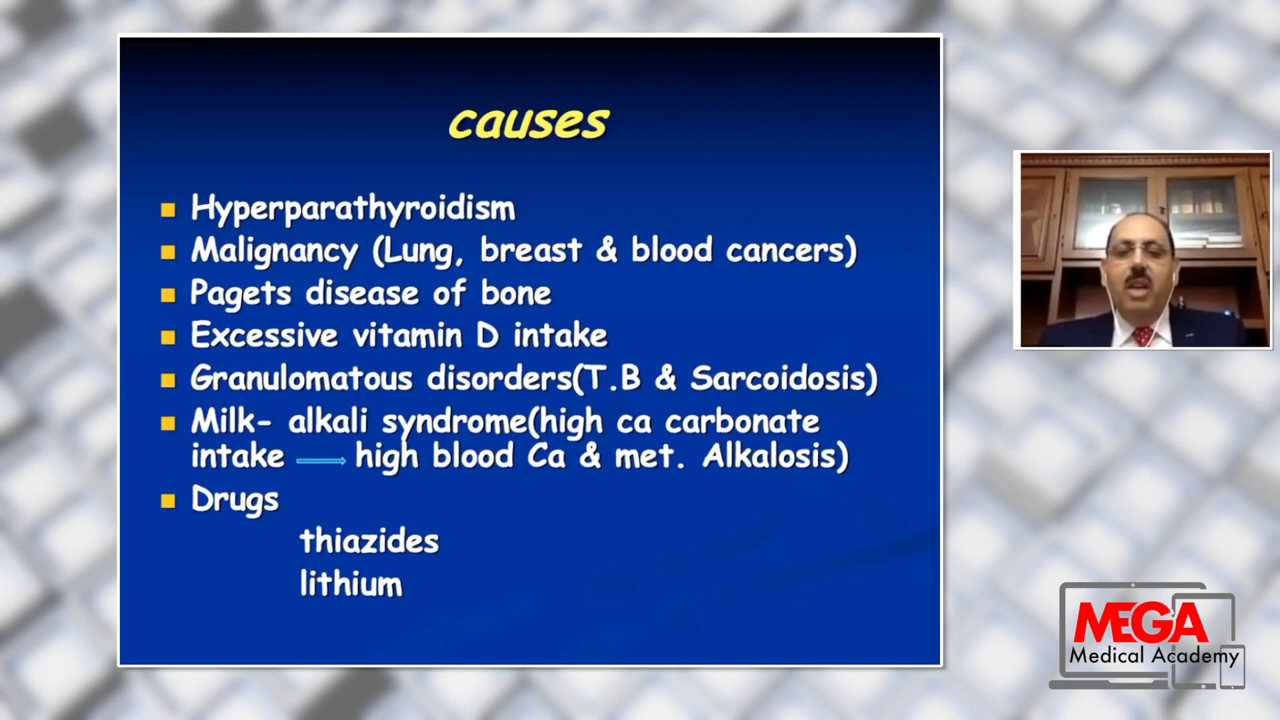 causes
Hyperparathyroidism
Malignancy (Lung, breast & blood cancers)
Pagets disease of bone
Excessive vitamin D intake
Granulomatous disorders(T.B & Sarcoidosis)
Milk- alkali syndrome(high ca carbonate
intake high blood Ca & met. Alkalosis)
Drugs
thiazides
lithium
MEGA
Medical Academy